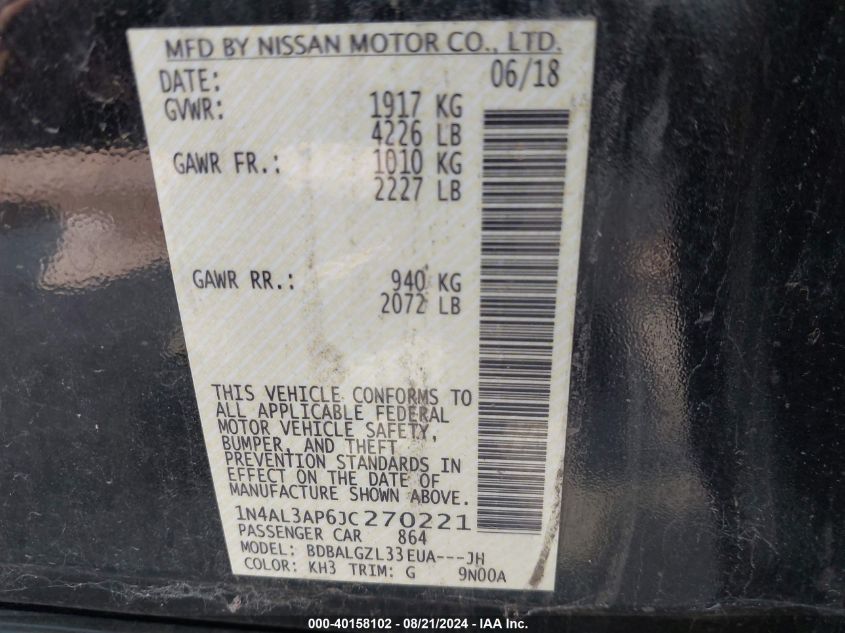 MFD BY NISSAN MOTOR CO., LTD.
DATE: 06/18
GVWR: 1917 KG
4226 LB
GAWR FR.: 1010 KG
2227 LB
GAWR RR.: 940 KG
2072 LB
THIS VEHICLE CONFORMS TO
ALL APPLICABLE FEDERAL
MOTOR VEHICLE SAFETY,
BUMPER, AND THEFT
PREVENTION STANDARDS IN
EFFECT ON THE DATE OF
MANUFACTURE SHOWN ABOVE.
1N4AL3AP6JC270221
PASSENGER CAR 864
MODEL: BDBALGZL33EUA---JH
COLOR: KH3 TRIM: G 9N00A
000-40158102 - 08/21/2024 - IAA Inc.